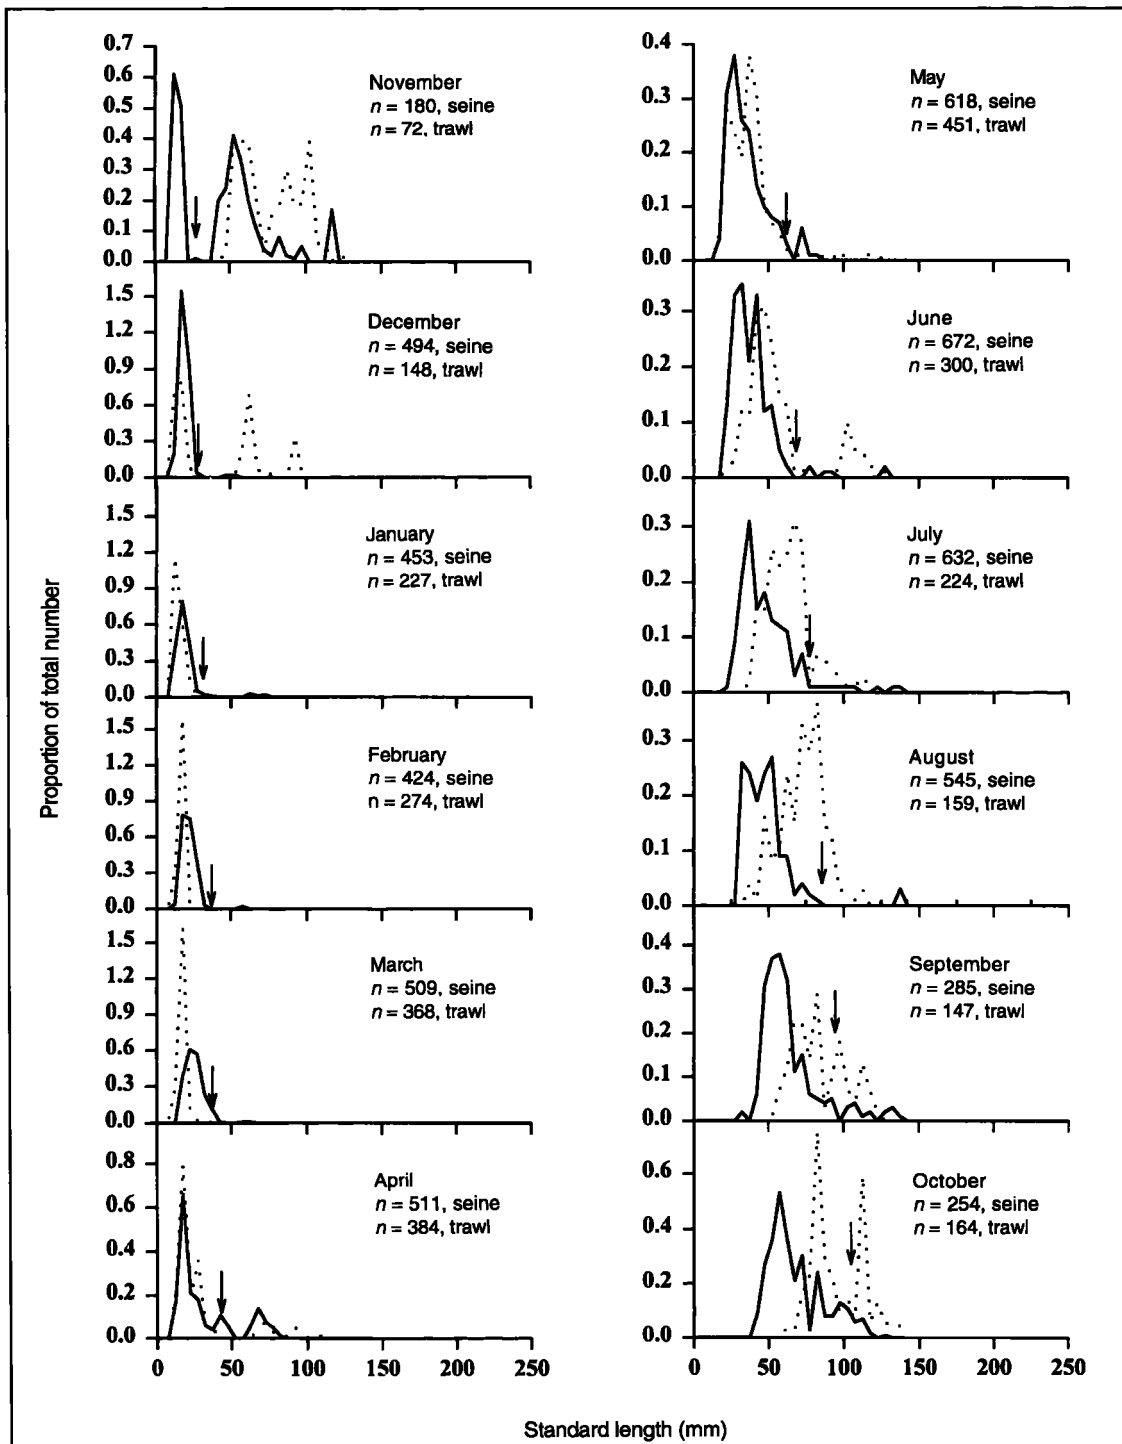 0.7
0.6
0.5
0.4
0.3
0.2
0.1
0.0
November
n = 180, seine
n = 72, trawl
1.5
1.2
0.9
0.6
0.3
0.0
December
n = 494, seine
n = 148, trawl
1.5
1.2
0.9
0.6
0.3
0.0
January
n = 453, seine
n = 227, trawl
1.5
1.2
0.9
0.6
0.3
0.0
February
n = 424, seine
n = 274, trawl
1.5
1.2
0.9
0.6
0.3
0.0
March
n = 509, seine
n = 368, trawl
0.8
0.6
0.4
0.2
0.0
April
n = 511, seine
n = 384, trawl
0 50 100 150 200 250
0.4
0.3
0.2
0.1
0.0
May
n = 618, seine
n = 451, trawl
0.3
0.2
0.1
0.0
June
n = 672, seine
n = 300, trawl
0.3
0.2
0.1
0.0
July
n = 632, seine
n = 224, trawl
0.3
0.2
0.1
0.0
August
n = 545, seine
n = 159, trawl
0.4
0.3
0.2
0.1
0.0
September
n = 285, seine
n = 147, trawl
0.6
0.4
0.2
0.0
October
n = 254, seine
n = 164, trawl
0 50 100 150 200 250
Proportion of total number
Standard length (mm)